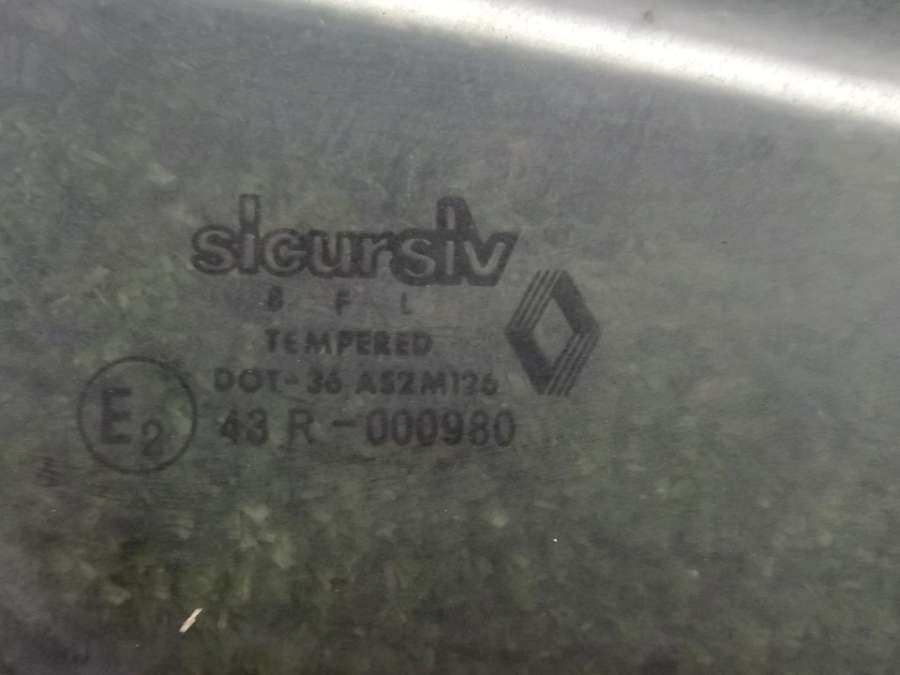 sicursiv
B F L
TEMPERED
DOT-36 AS2M126
E2
43 R - 000980